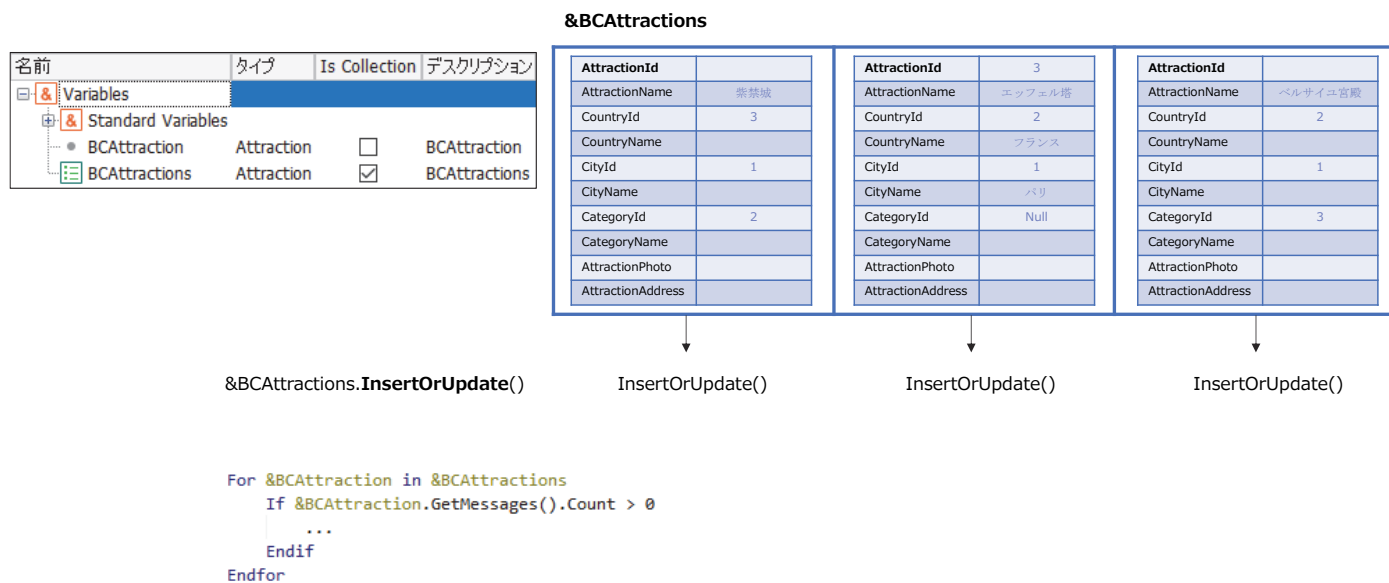 &BCAttractions
名前 タイプ Is Collection デスクリプション
& Variables
& Standard Variables
BCAttraction Attraction BCAttraction
BCAttractions Attraction BCAttractions
AttractionId
AttractionName 紫禁城
CountryId 3
CountryName
CityId 1
CityName
CategoryId 2
CategoryName
AttractionPhoto
AttractionAddress
AttractionId 3
AttractionName エッフェル塔
CountryId 2
CountryName フランス
CityId 1
CityName パリ
CategoryId Null
CategoryName
AttractionPhoto
AttractionAddress
AttractionId
AttractionName ベルサイユ宮殿
CountryId 2
CountryName
CityId 1
CityName
CategoryId 3
CategoryName
AttractionPhoto
AttractionAddress
&BCAttractions.InsertOrUpdate() InsertOrUpdate() InsertOrUpdate() InsertOrUpdate()
For &BCAttraction in &BCAttractions
If &BCAttraction.GetMessages().Count > 0
...
Endif
Endfor